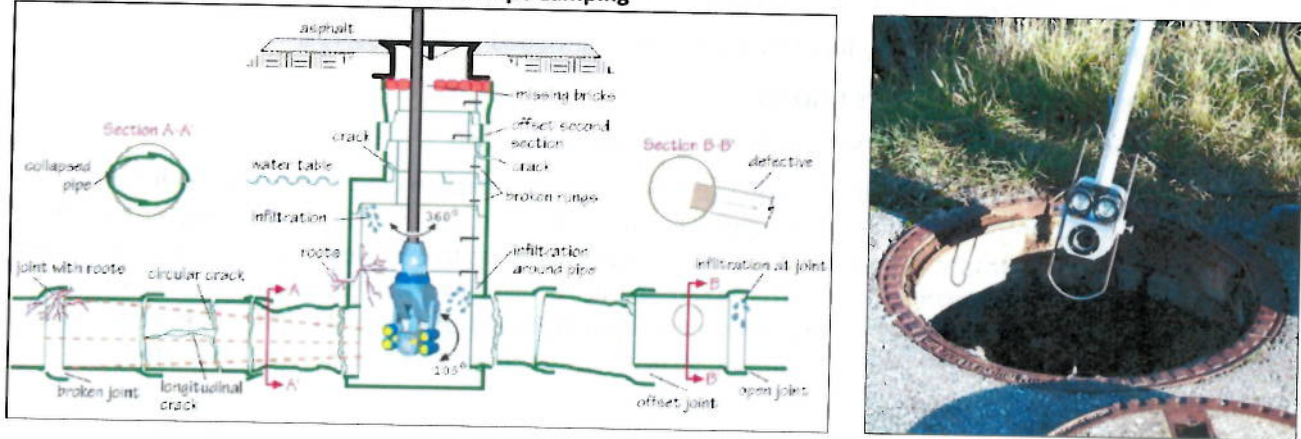 asphalt
missing bricks
Section A-A'
crack
offset second
section
Section B-B'
collapsed
pipe
water table
crack
defective
broken rungs
infiltration
360°
roots
infiltration
around pipe
joint with roots
circular crack
infiltration at joint
A
B
105°
A'
B
broken joint
longitudinal
crack
offset joint
open joint